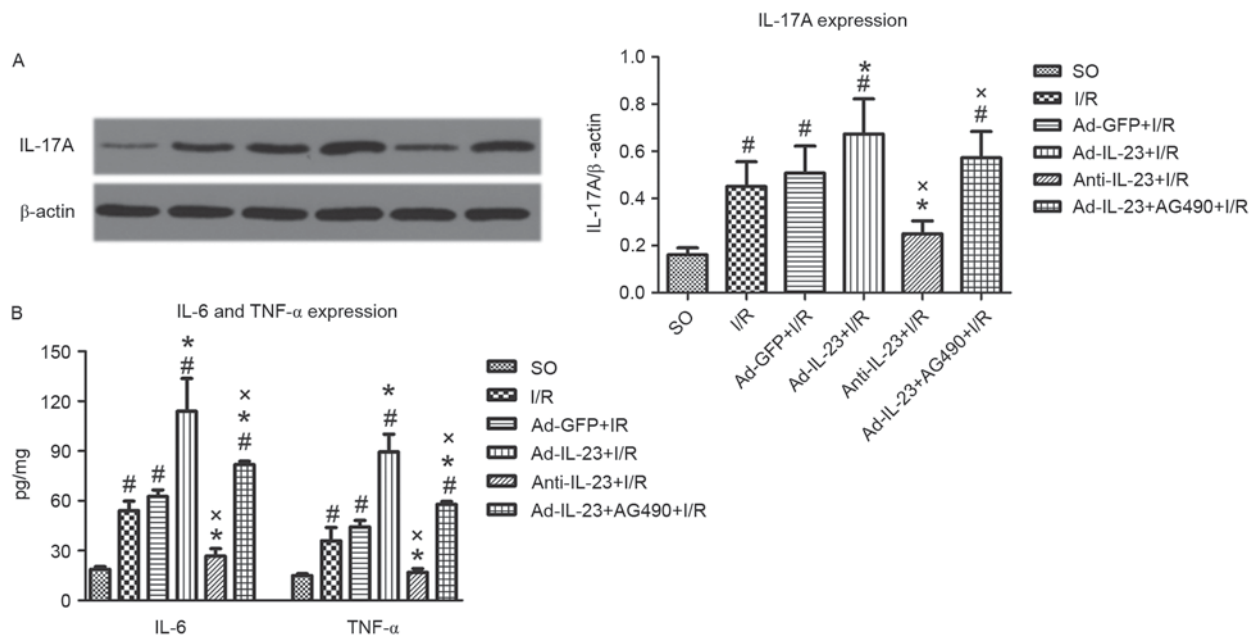 A
IL-17A
β-actin
IL-17A expression
IL-17A/β -actin
1.0
0.8
0.6
0.4
0.2
0.0
#
#
*
#
×
*
×
#
SO
I/R
Ad-GFP+I/R
Ad-IL-23+I/R
Anti-IL-23+I/R
Ad-IL-23+AG490+I/R
SO
I/R
Ad-GFP+I/R
Ad-IL-23+I/R
Anti-IL-23+I/R
Ad-IL-23+AG490+I/R
B
IL-6 and TNF-α expression
pg/mg
150
120
90
60
30
0
#
#
*
#
×
*
×
*
#
#
#
*
#
×
*
×
*
#
IL-6
TNF-α
SO
I/R
Ad-GFP+IR
Ad-IL-23+I/R
Anti-IL-23+I/R
Ad-IL-23+AG490+I/R